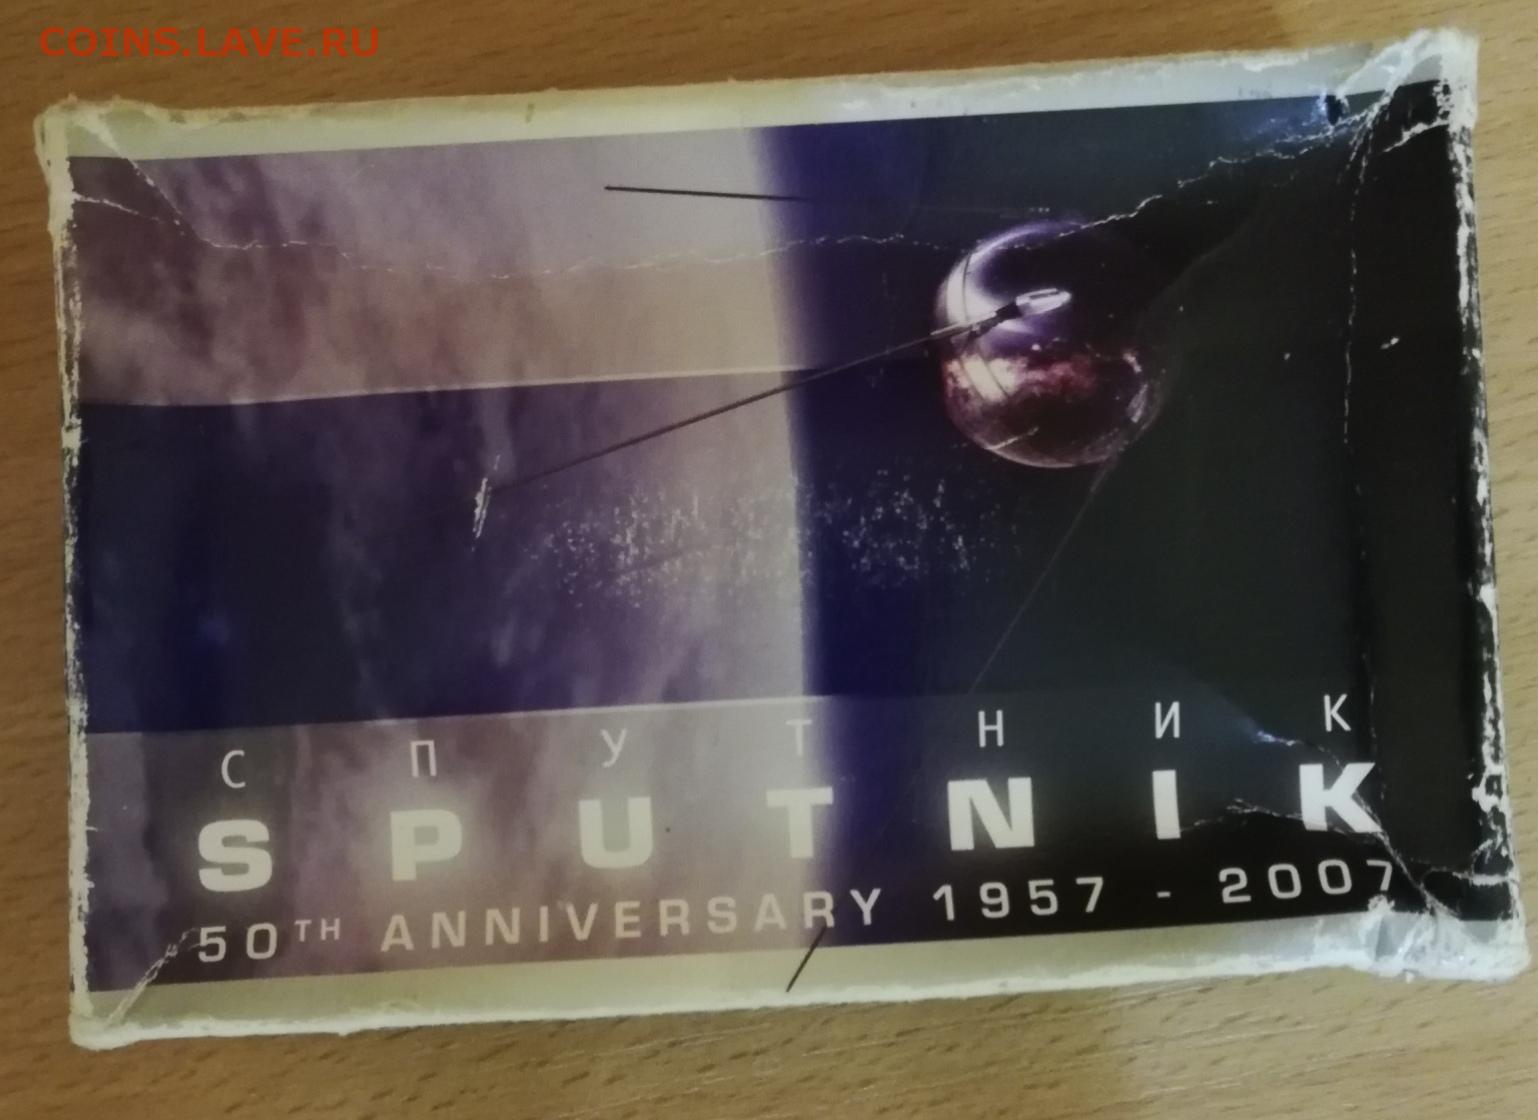 COINS.LAVE.RU
СПУТНИК
SPUTNIK
50TH ANNIVERSARY 1957 - 2007